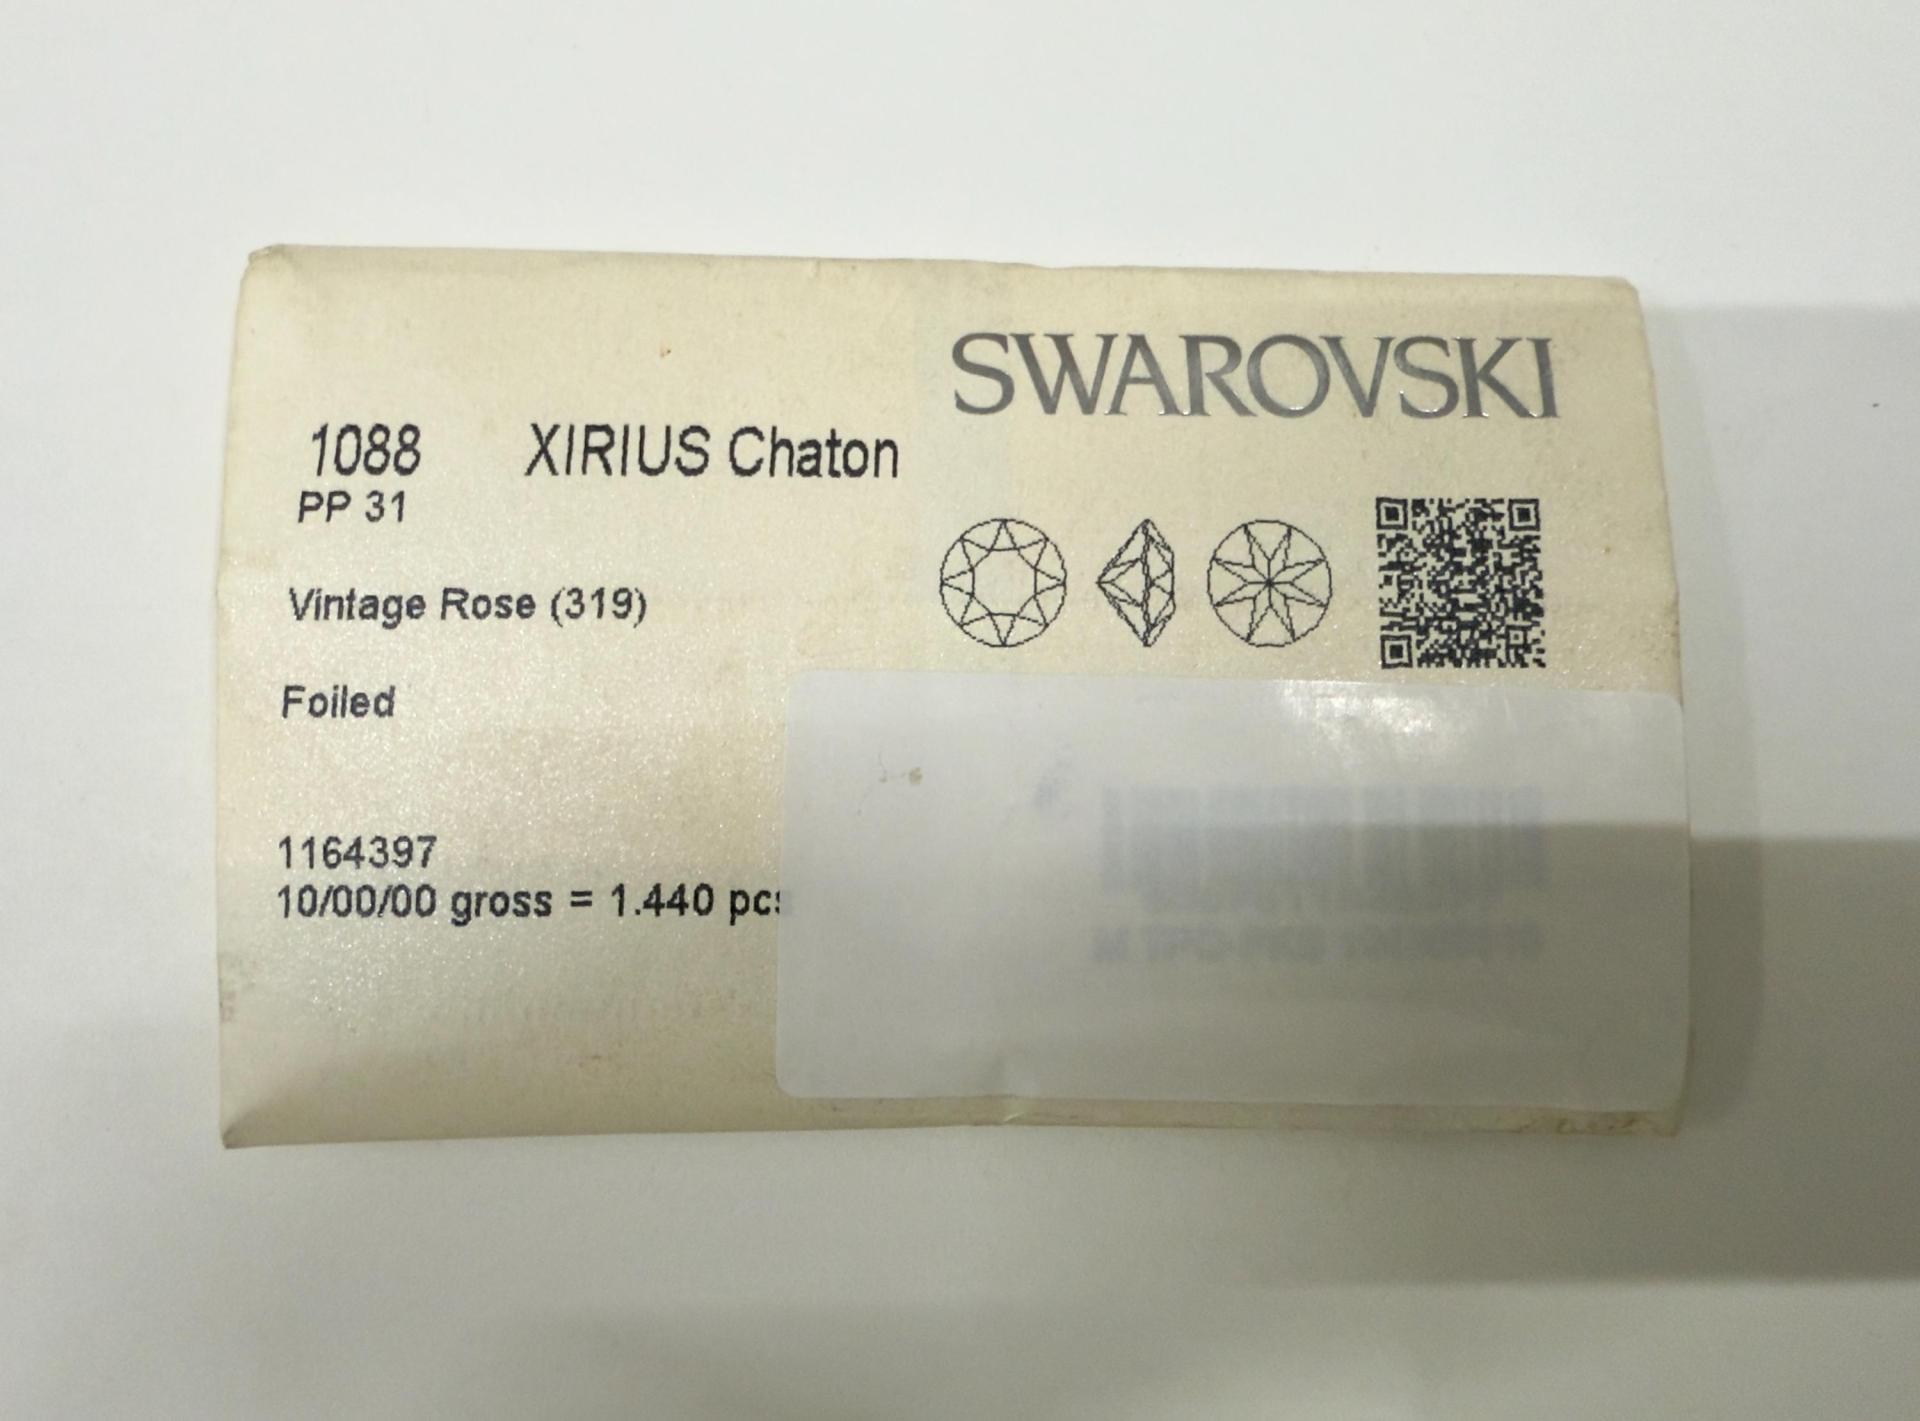 SWAROVSKI
1088 XIRIUS Chaton
PP 31
Vintage Rose (319)
Foiled
1164397
10/00/00 gross = 1.440 pcs